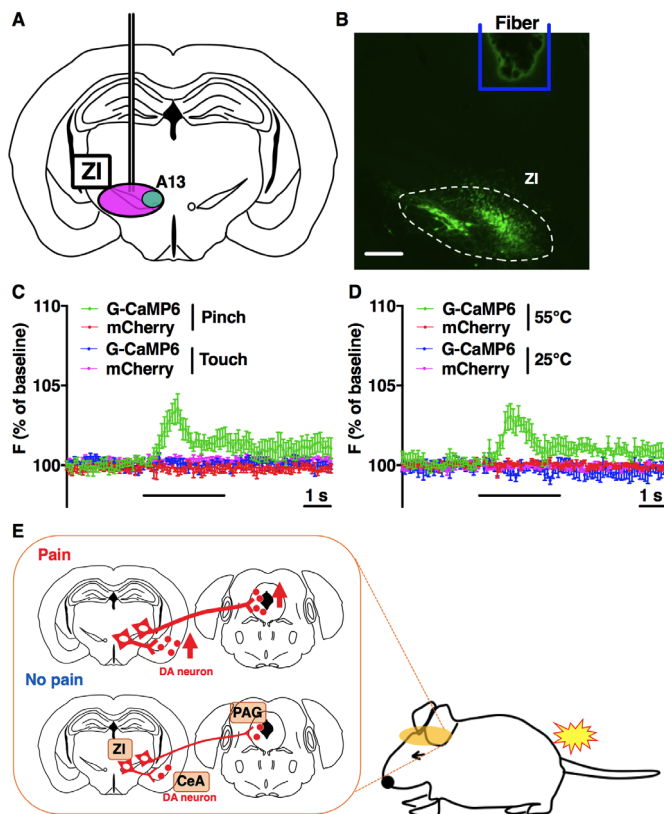 A
ZI
A13
B
Fiber
ZI
C
110
105
100
F (% of baseline)
G-CaMP6
mCherry
Pinch
G-CaMP6
mCherry
Touch
1 s
D
110
105
100
F (% of baseline)
G-CaMP6
mCherry
55°C
G-CaMP6
mCherry
25°C
1 s
E
Pain
DA neuron
No pain
PAG
ZI
CeA
DA neuron